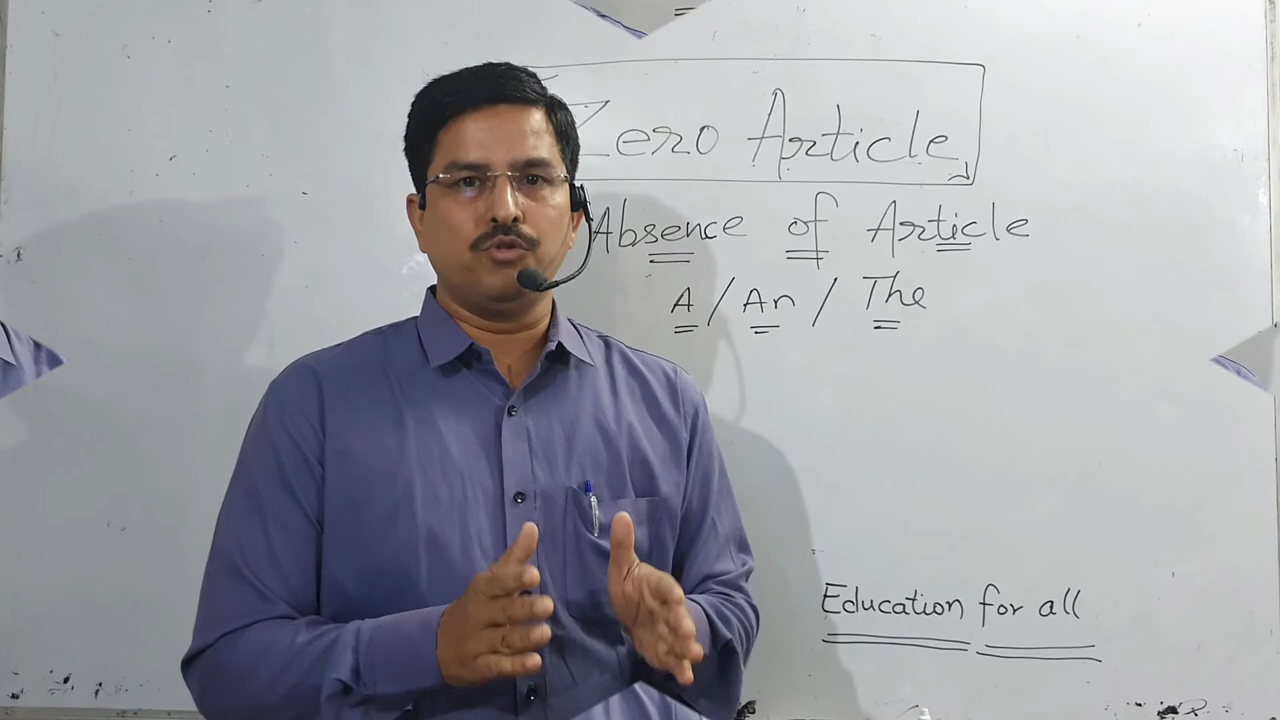 Zero Article
Absence of Article
A / An / The
Education for all